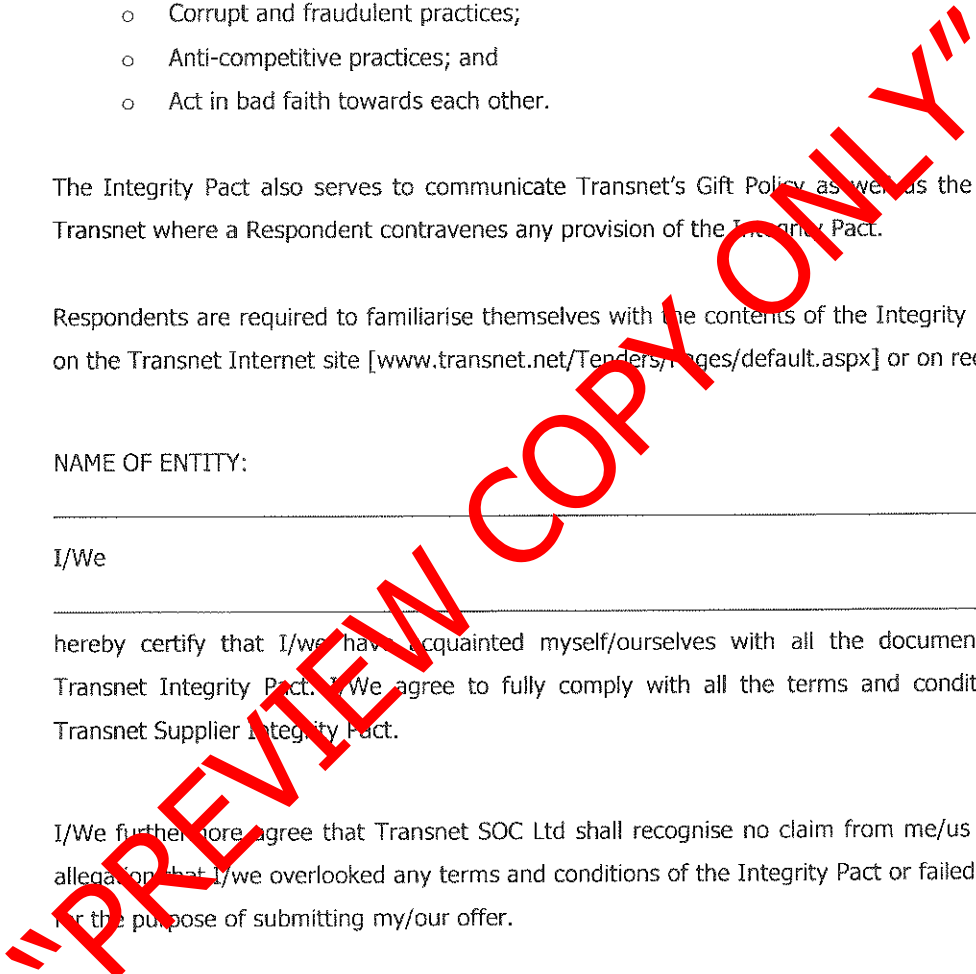 o Corrupt and fraudulent practices;
o Anti-competitive practices; and
o Act in bad faith towards each other.
The Integrity Pact also serves to communicate Transnet's Gift Policy as well as the
Transnet where a Respondent contravenes any provision of the Integrity Pact.
Respondents are required to familiarise themselves with the contents of the Integrity
on the Transnet Internet site [www.transnet.net/Tenders/Pages/default.aspx] or on
NAME OF ENTITY:
I/We
hereby certify that I/we have acquainted myself/ourselves with all the documen
Transnet Integrity Pact. I/We agree to fully comply with all the terms and condit
Transnet Supplier Integrity Pact.
I/We furthermore agree that Transnet SOC Ltd shall recognise no claim from me/us
allegation that I/we overlooked any terms and conditions of the Integrity Pact or failed
for the purpose of submitting my/our offer.
"PREVIEW COPY ONLY"